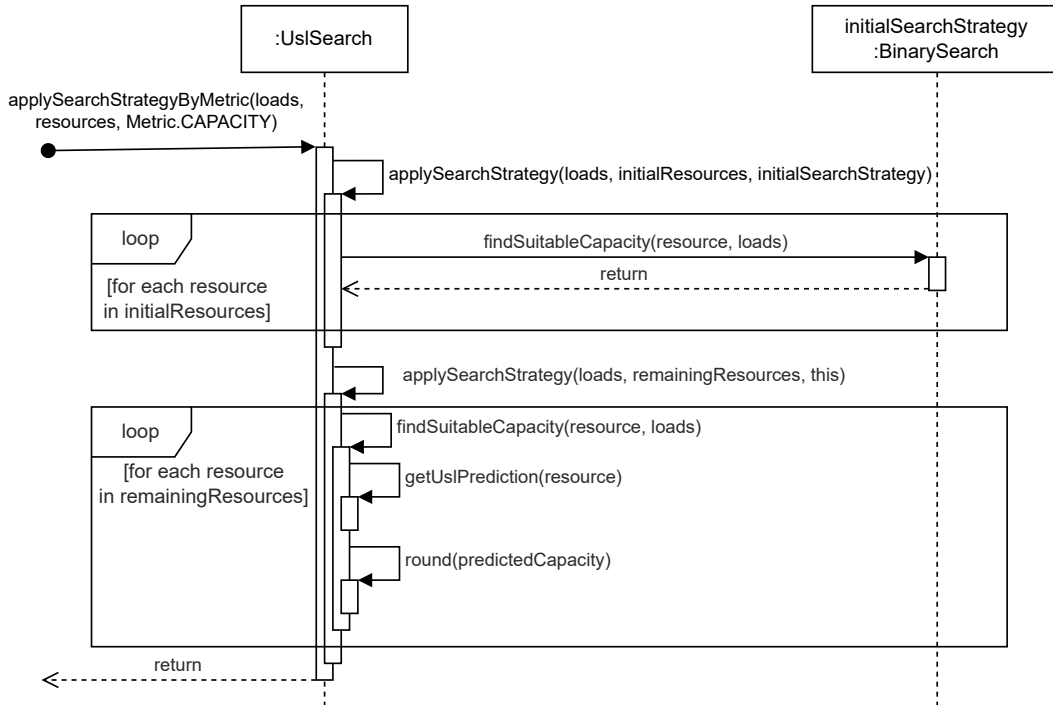 :UslSearch
initialSearchStrategy
:BinarySearch
applySearchStrategyByMetric(loads,
resources, Metric.CAPACITY)
applySearchStrategy(loads, initialResources, initialSearchStrategy)
loop
findSuitableCapacity(resource, loads)
return
[for each resource
in initialResources]
applySearchStrategy(loads, remainingResources, this)
loop
findSuitableCapacity(resource, loads)
[for each resource
in remainingResources]
getUslPrediction(resource)
round(predictedCapacity)
return